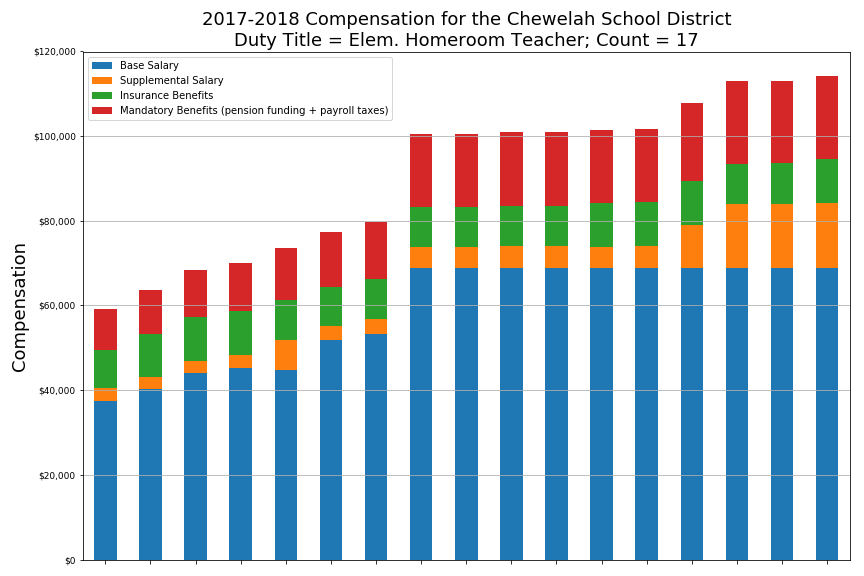 2017-2018 Compensation for the Chewelah School District
Duty Title = Elem. Homeroom Teacher; Count = 17
$120,000
$100,000
$80,000
$60,000
$40,000
$20,000
$0
Compensation
Base Salary
Supplemental Salary
Insurance Benefits
Mandatory Benefits (pension funding + payroll taxes)